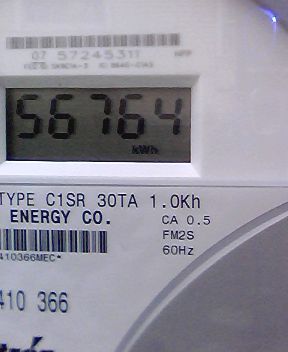 07 57245311
56764
kWh
TYPE C1SR 30TA 1.0Kh
ENERGY CO. CA 0.5
FM2S
410366MEC* 60Hz
410 366